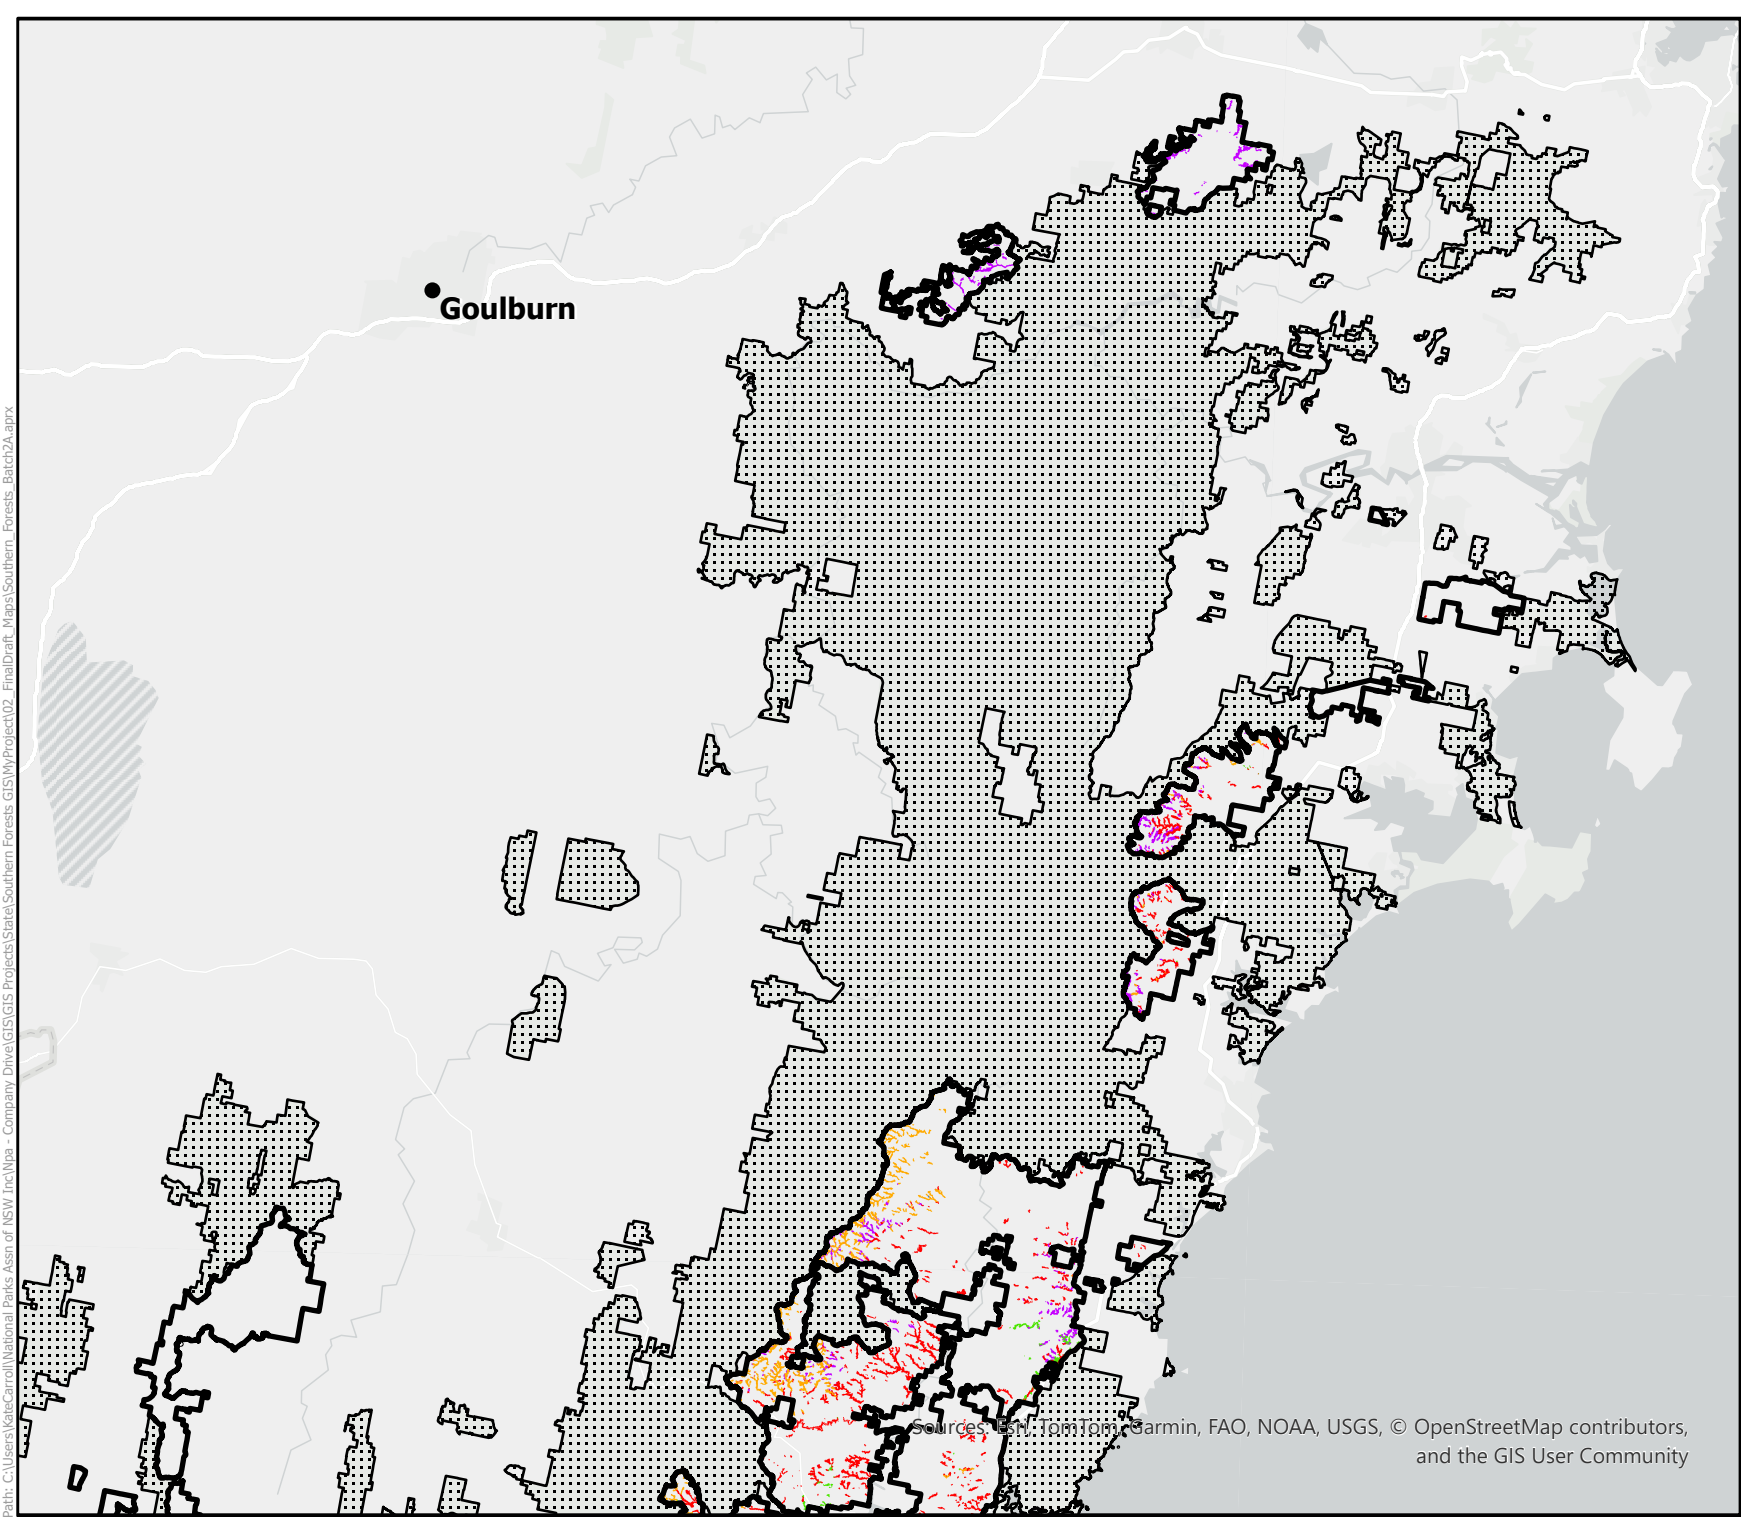 Goulburn
Path: C:\Users\KateCarroll\National Parks Assn of NSW Inc\Npa - Company Drive\GIS\GIS Projects\State\Southern Forests GIS\MyProject\02_FinalDraft_Maps\Southern_Forests_Batch2A.aprx
Sources: Esri, TomTom, Garmin, FAO, NOAA, USGS, © OpenStreetMap contributors,
and the GIS User Community